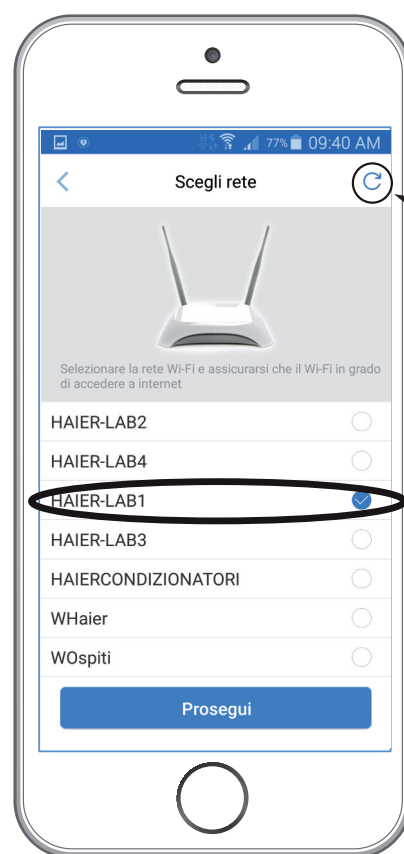 77% 09:40 AM
Scegli rete
Selezionare la rete Wi-Fi e assicurarsi che il Wi-Fi in grado
di accedere a internet
HAIER-LAB2
HAIER-LAB4
HAIER-LAB1
HAIER-LAB3
HAIERCONDIZIONATORI
WHaier
WOspiti
Prosegui